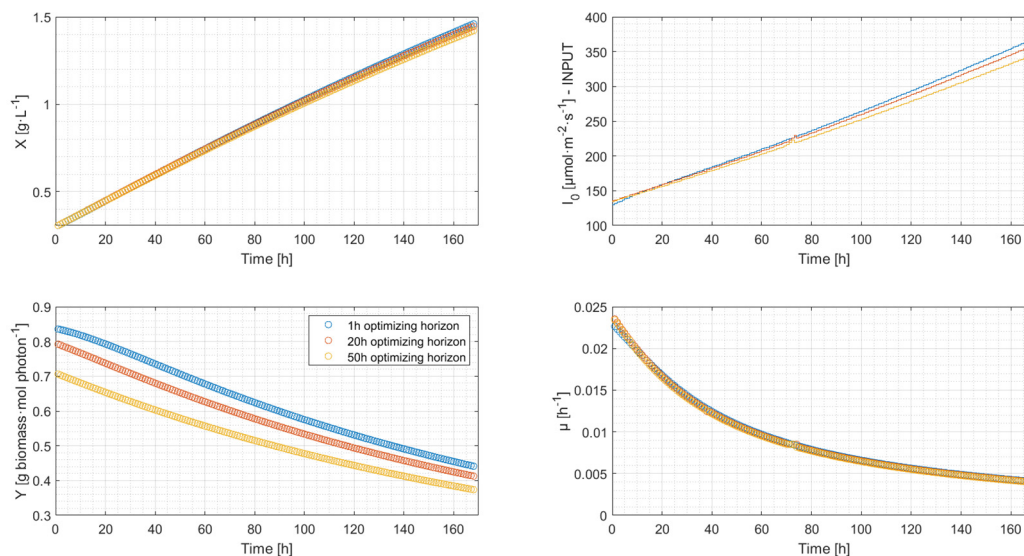 1.5
1
0.5
X [g·L⁻¹]
0 20 40 60 80 100 120 140 160
Time [h]
400
350
300
250
200
150
100
I₀ [µmol·m⁻²·s⁻¹] - INPUT
0 20 40 60 80 100 120 140 160
Time [h]
0.9
0.8
0.7
0.6
0.5
0.4
0.3
Y [g biomass·mol photon⁻¹]
1h optimizing horizon
20h optimizing horizon
50h optimizing horizon
0 20 40 60 80 100 120 140 160
Time [h]
0.025
0.02
0.015
0.01
0.005
0
µ [h⁻¹]
0 20 40 60 80 100 120 140 160
Time [h]